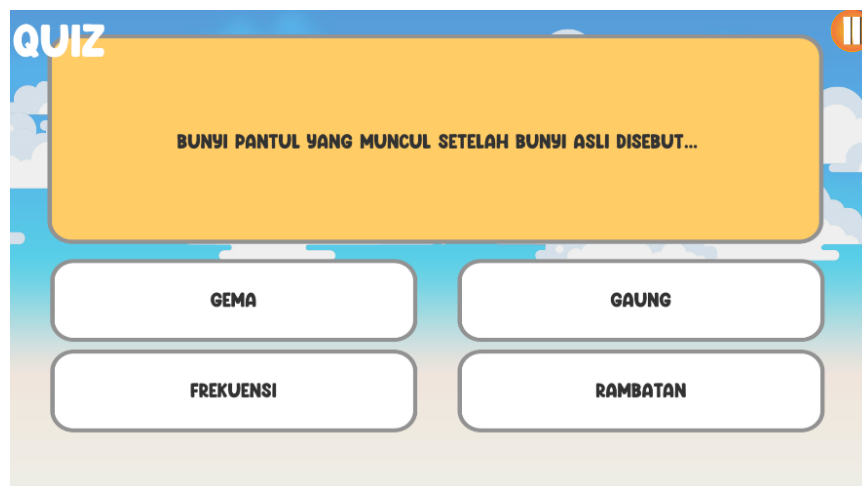 QUIZ
BUNYI PANTUL YANG MUNCUL SETELAH BUNYI ASLI DISEBUT...
GEMA
GAUNG
FREKUENSI
RAMBATAN